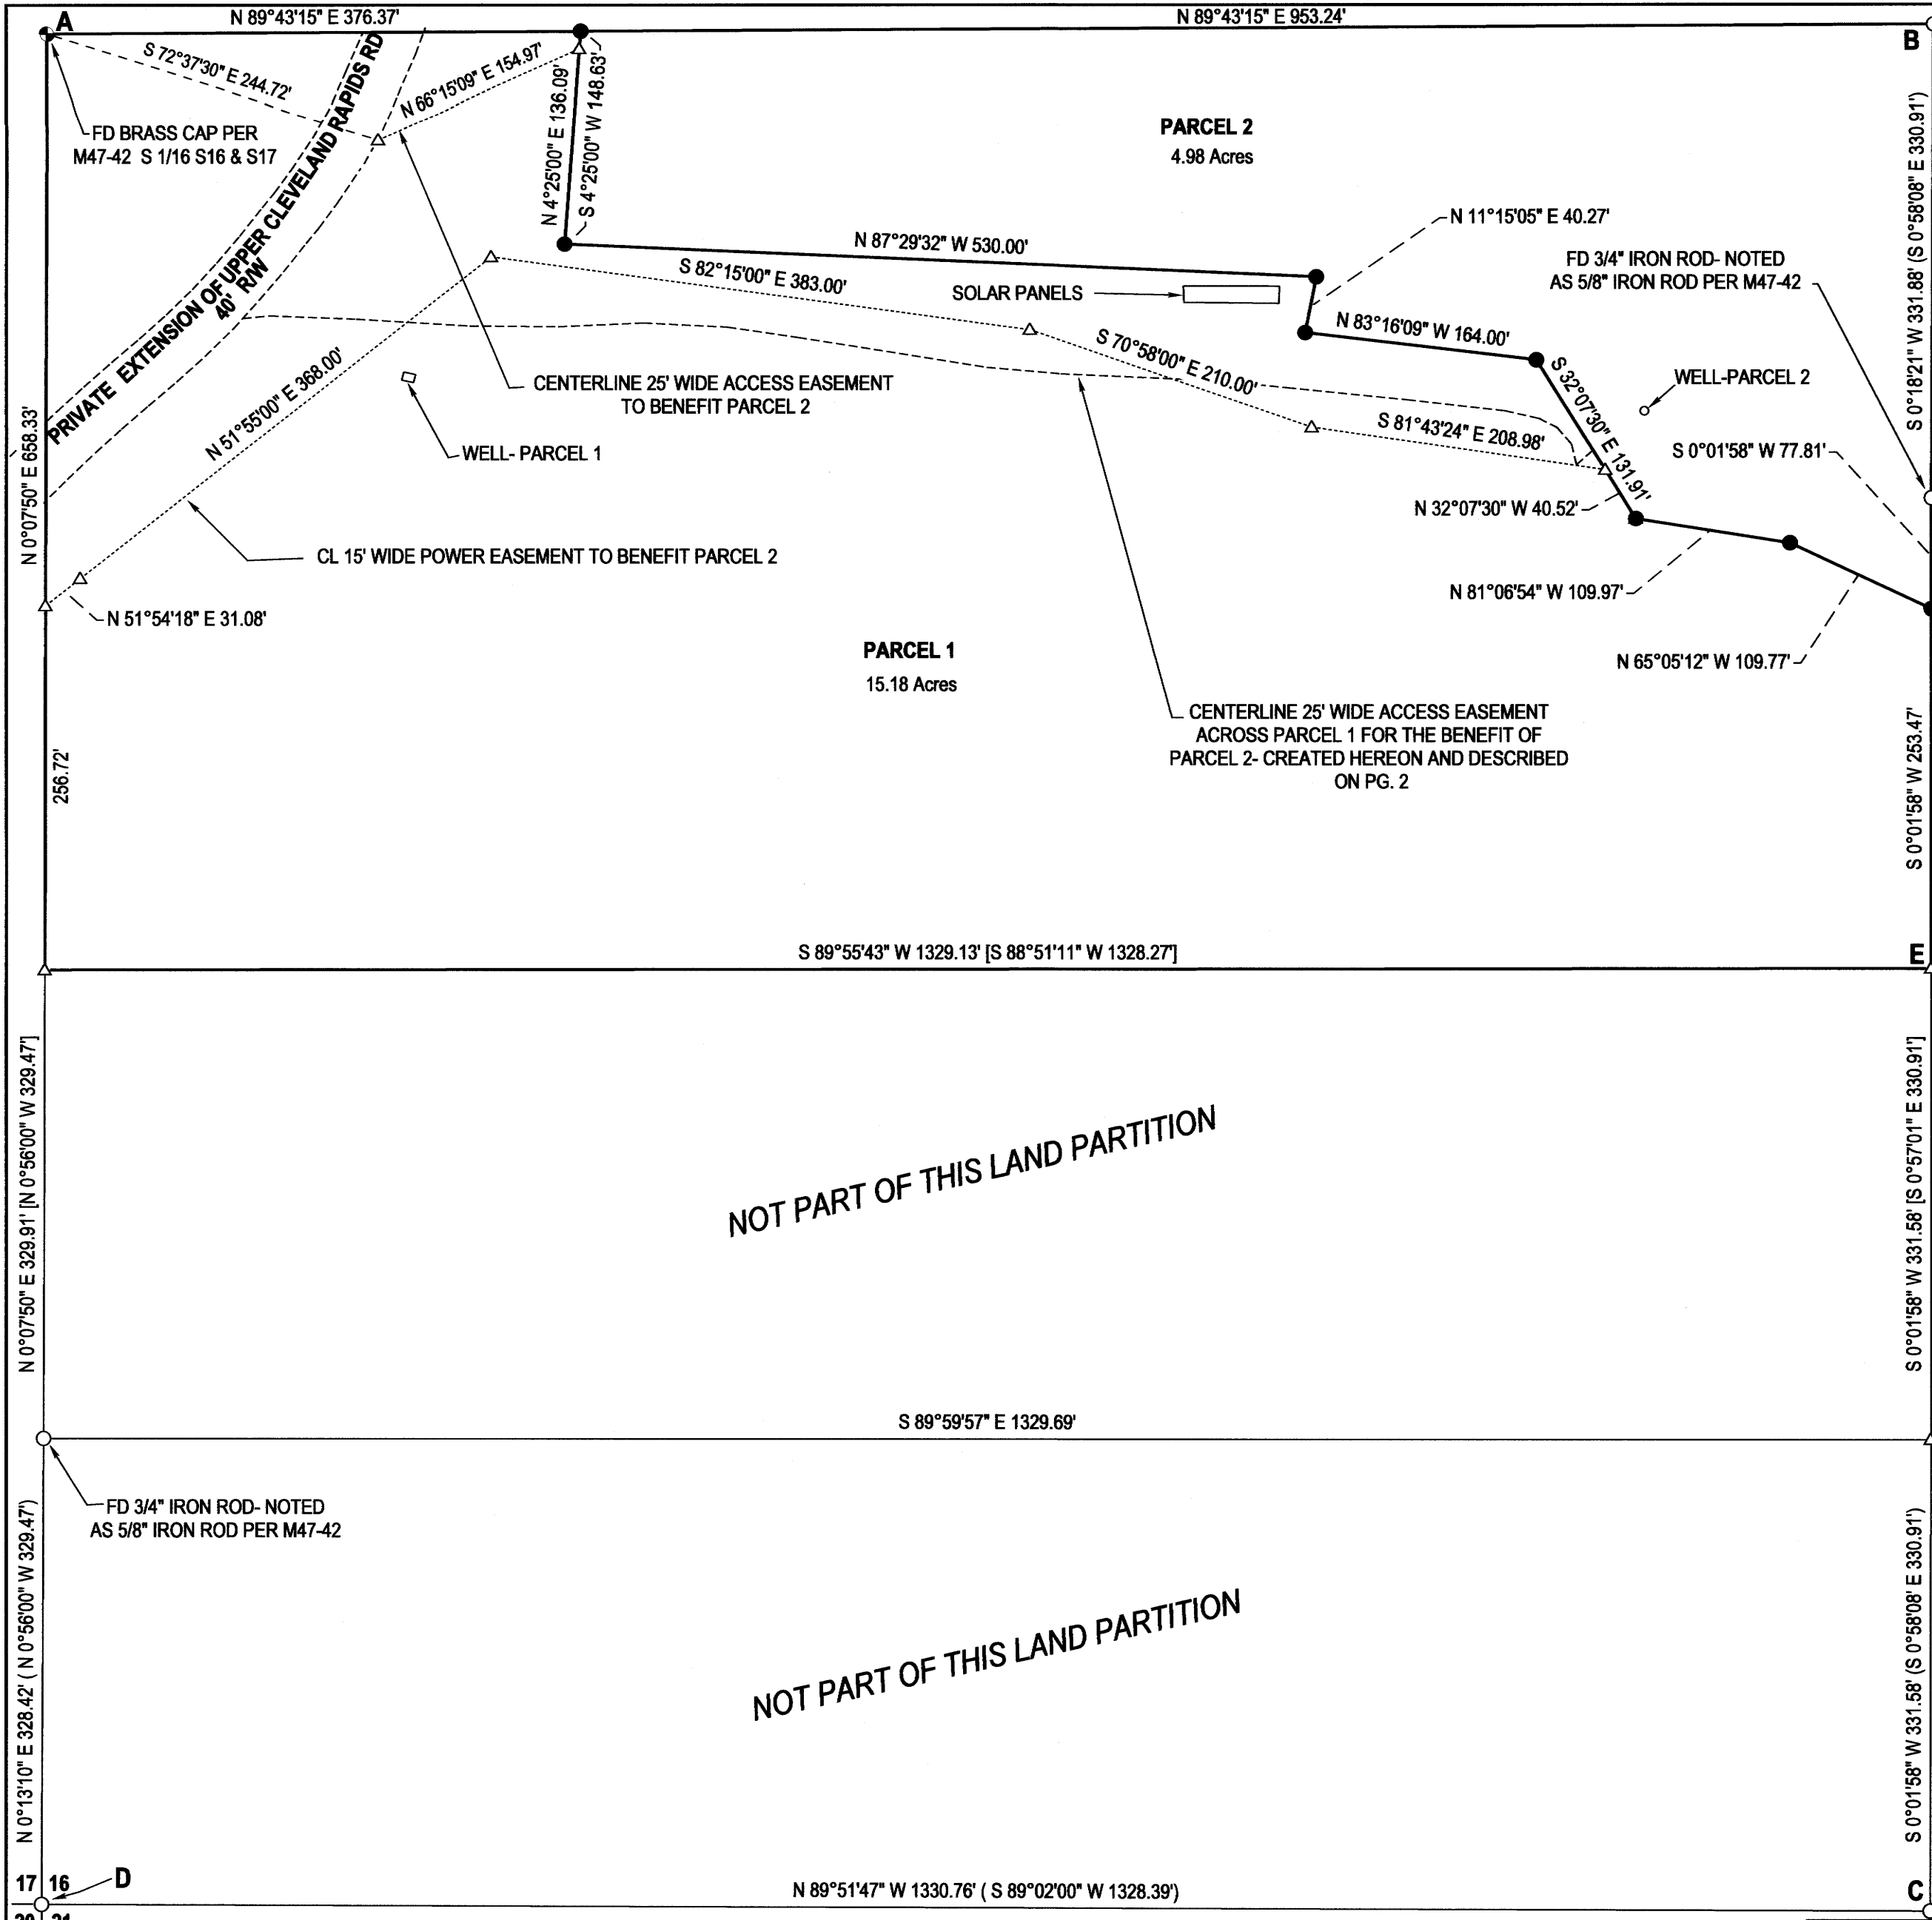 A
N 89°43'15" E 376.37'
N 89°43'15" E 953.24'
B
S 72°37'30" E 244.72'
N 66°15'09" E 154.97'
PRIVATE EXTENSION OF UPPER CLEVELAND RAPIDS RD
40' R/W
FD BRASS CAP PER
M47-42 S 1/16 S16 & S17
N 4°25'00" E 136.09'
S 4°25'00" W 148.63'
PARCEL 2
4.98 Acres
S 0°18'21" W 331.88' (S 0°58'08" E 330.91')
N 11°15'05" E 40.27'
N 87°29'32" W 530.00'
FD 3/4" IRON ROD- NOTED
AS 5/8" IRON ROD PER M47-42
S 82°15'00" E 383.00'
SOLAR PANELS
N 83°16'09" W 164.00'
S 70°58'00" E 210.00'
S 32°07'30" E 131.91'
WELL-PARCEL 2
N 51°55'00" E 368.00'
CENTERLINE 25' WIDE ACCESS EASEMENT
TO BENEFIT PARCEL 2
WELL- PARCEL 1
S 81°43'24" E 208.98'
S 0°01'58" W 77.81'
N 0°07'50" E 658.33'
N 32°07'30" W 40.52'
CL 15' WIDE POWER EASEMENT TO BENEFIT PARCEL 2
N 81°06'54" W 109.97'
N 51°54'18" E 31.08'
PARCEL 1
15.18 Acres
N 65°05'12" W 109.77'
CENTERLINE 25' WIDE ACCESS EASEMENT
ACROSS PARCEL 1 FOR THE BENEFIT OF
PARCEL 2- CREATED HEREON AND DESCRIBED
ON PG. 2
256.72'
S 0°01'58" W 253.47'
S 89°55'43" W 1329.13' [S 88°51'11" W 1328.27']
E
N 0°07'50" E 329.91' [N 0°56'00" W 329.47']
NOT PART OF THIS LAND PARTITION
S 0°01'58" W 331.58' [S 0°57'01" E 330.91']
S 89°59'57" E 1329.69'
FD 3/4" IRON ROD- NOTED
AS 5/8" IRON ROD PER M47-42
N 0°13'10" E 328.42' ( N 0°56'00" W 329.47')
NOT PART OF THIS LAND PARTITION
S 0°01'58" W 331.58' (S 0°58'08' E 330.91')
17 16
D
N 89°51'47" W 1330.76' ( S 89°02'00" W 1328.39')
C